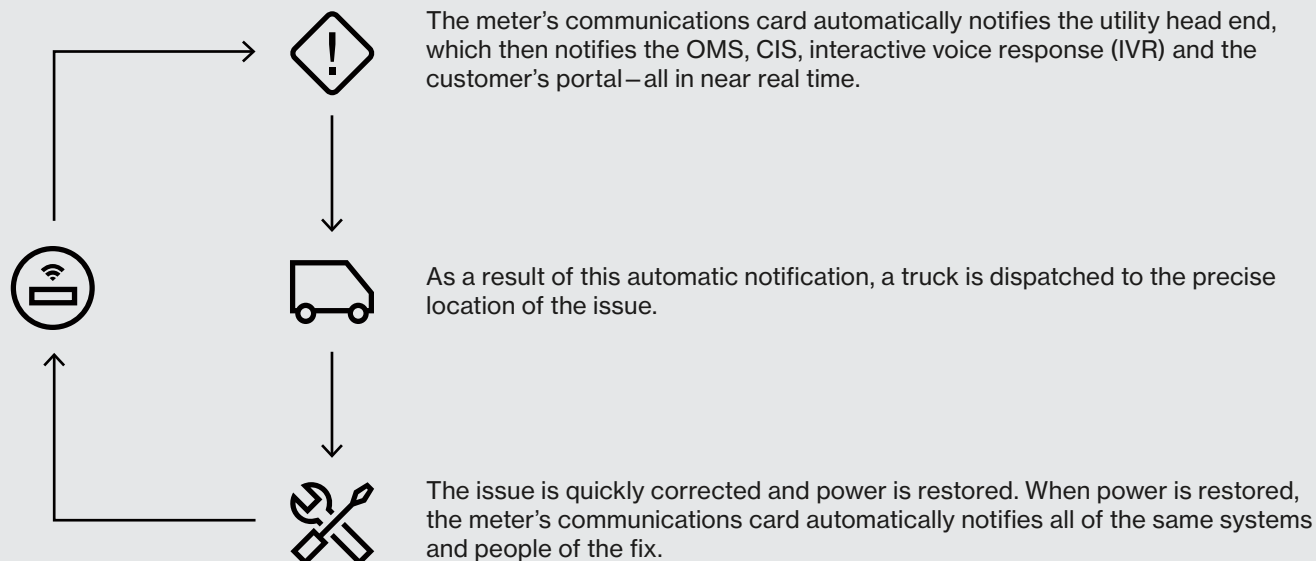 The meter’s communications card automatically notifies the utility head end,
which then notifies the OMS, CIS, interactive voice response (IVR) and the
customer’s portal—all in near real time.
As a result of this automatic notification, a truck is dispatched to the precise
location of the issue.
The issue is quickly corrected and power is restored. When power is restored,
the meter’s communications card automatically notifies all of the same systems
and people of the fix.